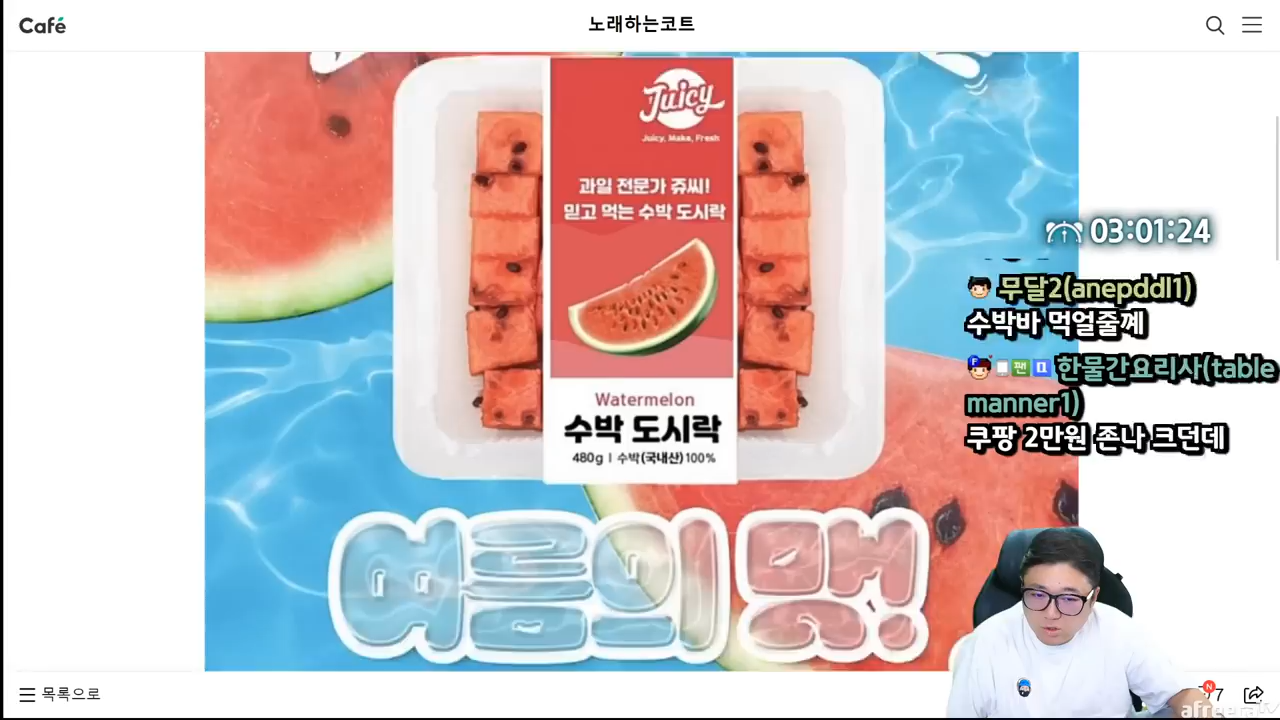 Café
노래하는코트
Juicy
Juicy, Make, Fresh
과일 전문가 쥬씨!
믿고 먹는 수박 도시락
Watermelon
수박 도시락
480g | 수박(국내산) 100%
여름의 맛!
03:01:24
무달2(anepddl1)
수박바 먹얼줄꼐
F 팬 n 한물간요리사(table
manner1)
쿠팡 2만원 존나 크던데
목록으로
N
7
afreecaTV